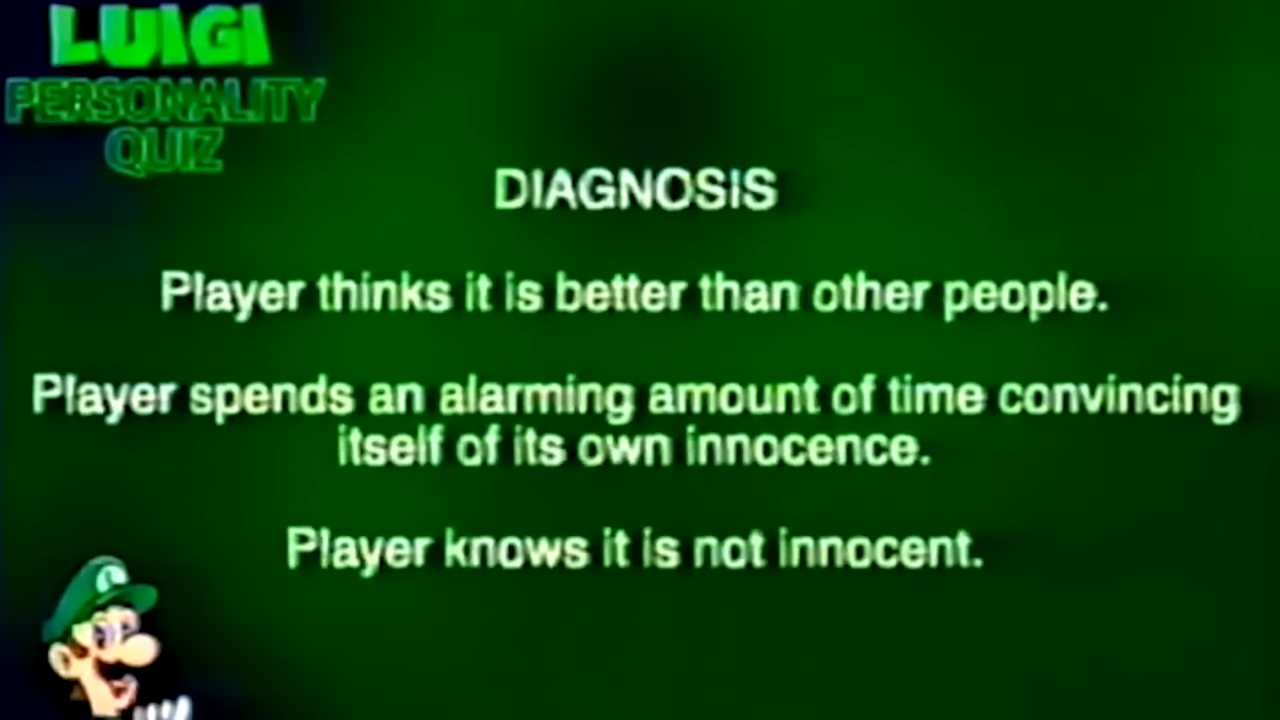 LUIGI
PERSONALITY
QUIZ
DIAGNOSIS
Player thinks it is better than other people.
Player spends an alarming amount of time convincing
itself of its own innocence.
Player knows it is not innocent.
L